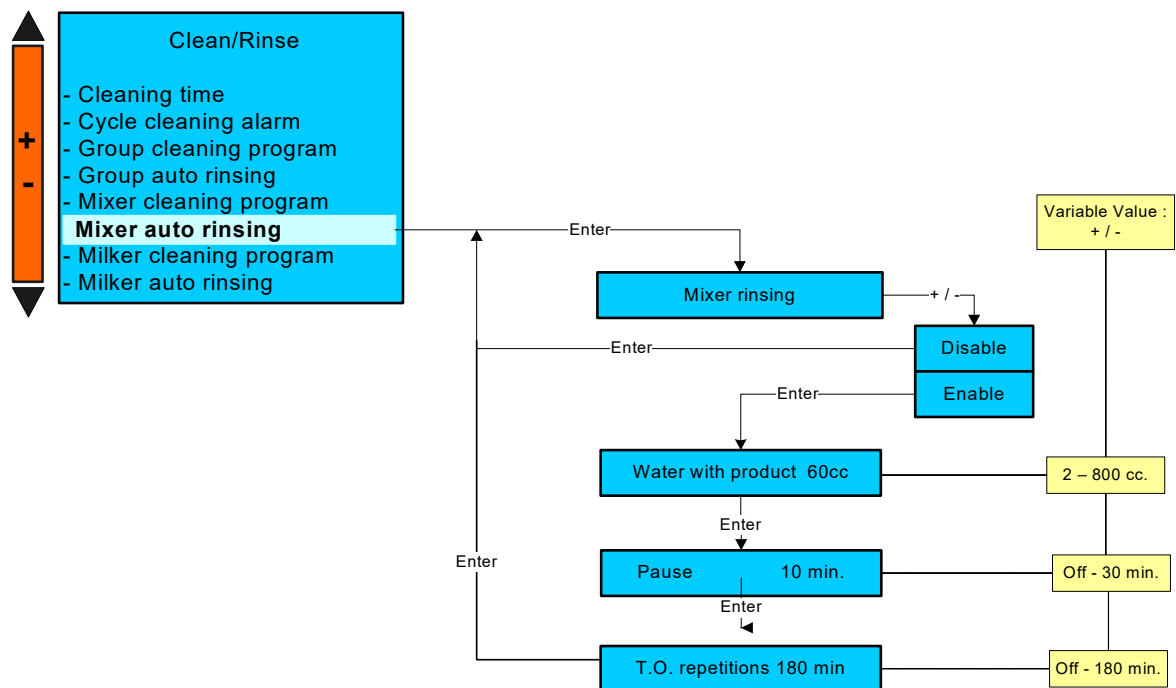 Clean/Rinse
- Cleaning time
- Cycle cleaning alarm
- Group cleaning program
- Group auto rinsing
- Mixer cleaning program
Mixer auto rinsing
- Milker cleaning program
- Milker auto rinsing
+
-
Enter
Variable Value :
+ / -
Mixer rinsing
+ / -
Disable
Enter
Enable
Enter
Water with product 60cc
2 – 800 cc.
Enter
Enter
Pause 10 min.
Off - 30 min.
Enter
T.O. repetitions 180 min
Off - 180 min.